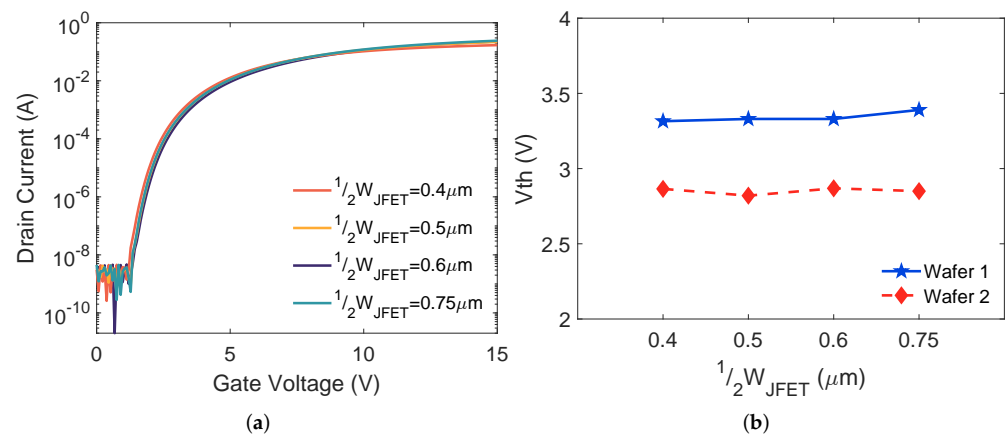 10^0
10^-2
10^-4
10^-6
10^-8
10^-10
Drain Current (A)
1/2W_JFET=0.4μm
1/2W_JFET=0.5μm
1/2W_JFET=0.6μm
1/2W_JFET=0.75μm
0 5 10 15
Gate Voltage (V)
(a)
4
3.5
3
2.5
2
Vth (V)
Wafer 1
Wafer 2
0.4 0.5 0.6 0.75
1/2W_JFET (μm)
(b)